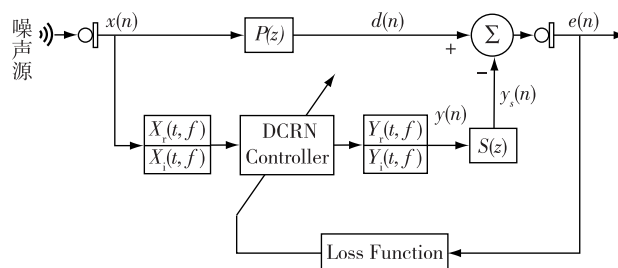 噪声源
x(n)
P(z)
d(n)
+
Σ
e(n)
−
y_s(n)
X_r(t,f)
X_i(t,f)
DCRN
Controller
Y_r(t,f)
Y_i(t,f)
y(n)
S(z)
Loss Function